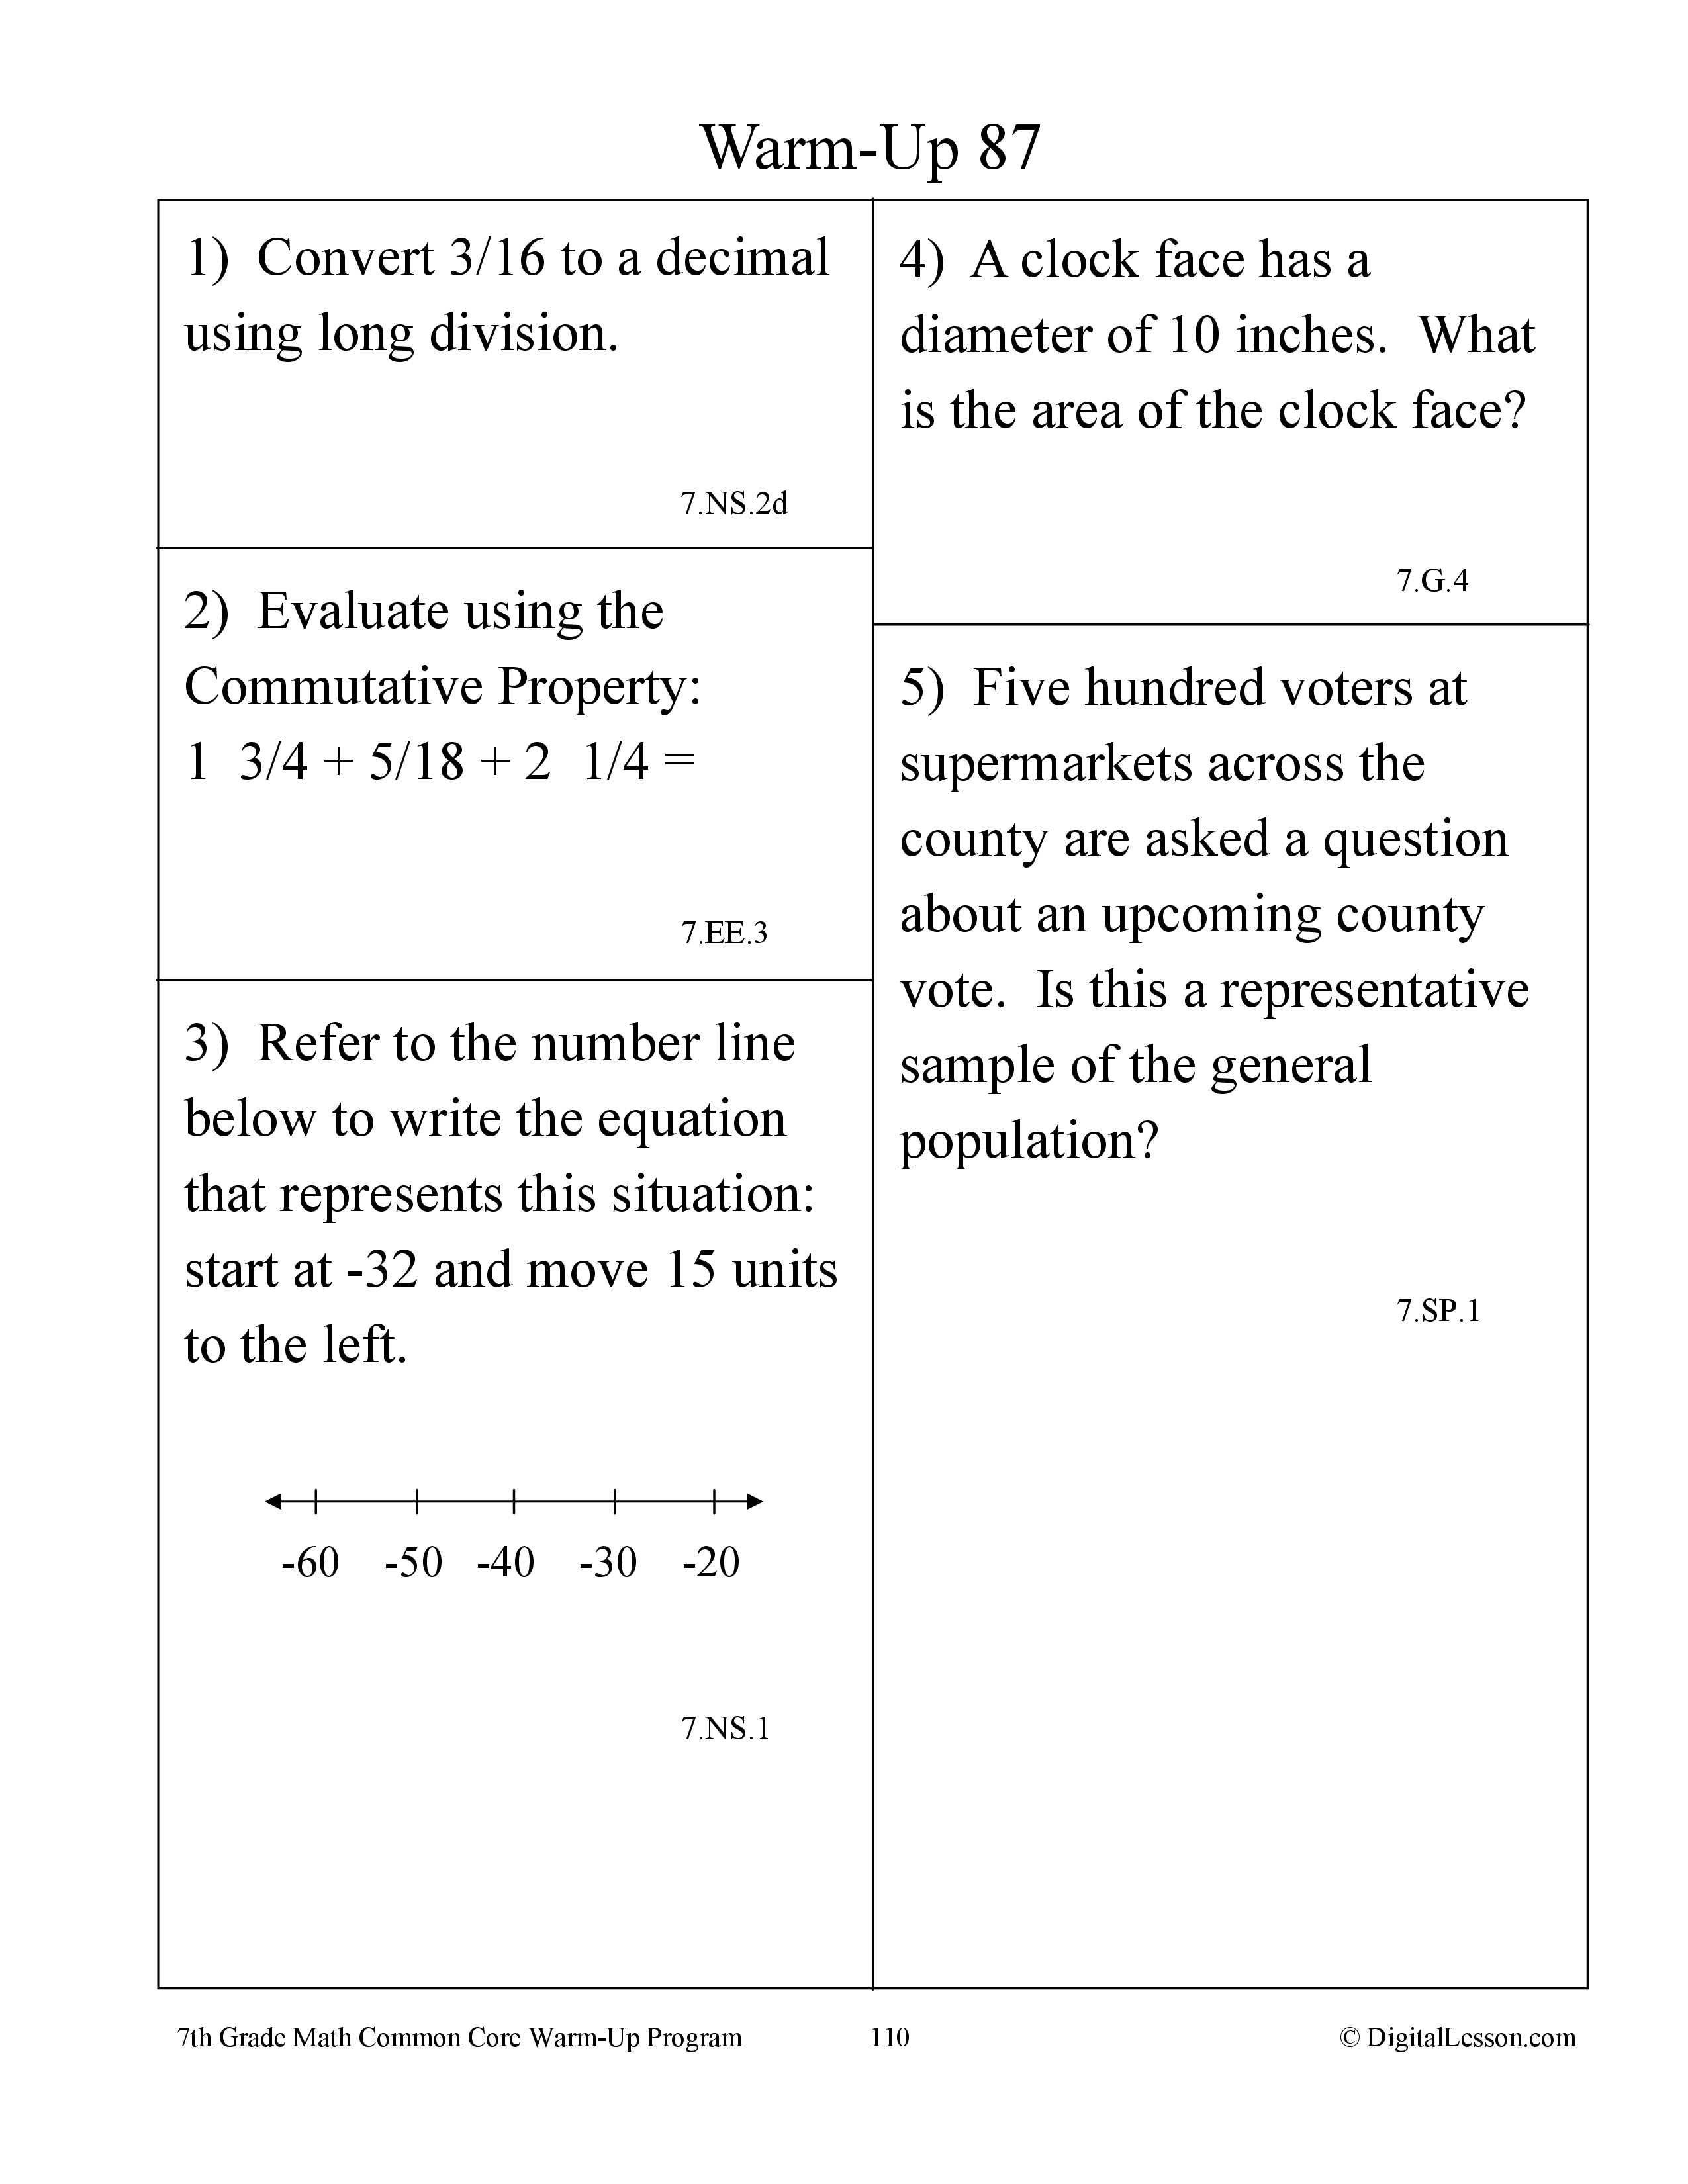 Warm-Up 87
1)  Convert 3/16 to a decimal
using long division.
7.NS.2d
2)  Evaluate using the
Commutative Property:
1  3/4 + 5/18 + 2  1/4 =
7.EE.3
3)  Refer to the number line
below to write the equation
that represents this situation:
start at -32 and move 15 units
to the left.
-60 -50 -40 -30 -20
7.NS.1
4)  A clock face has a
diameter of 10 inches.  What
is the area of the clock face?
7.G.4
5)  Five hundred voters at
supermarkets across the
county are asked a question
about an upcoming county
vote.  Is this a representative
sample of the general
population?
7.SP.1
7th Grade Math Common Core Warm-Up Program 110 © DigitalLesson.com